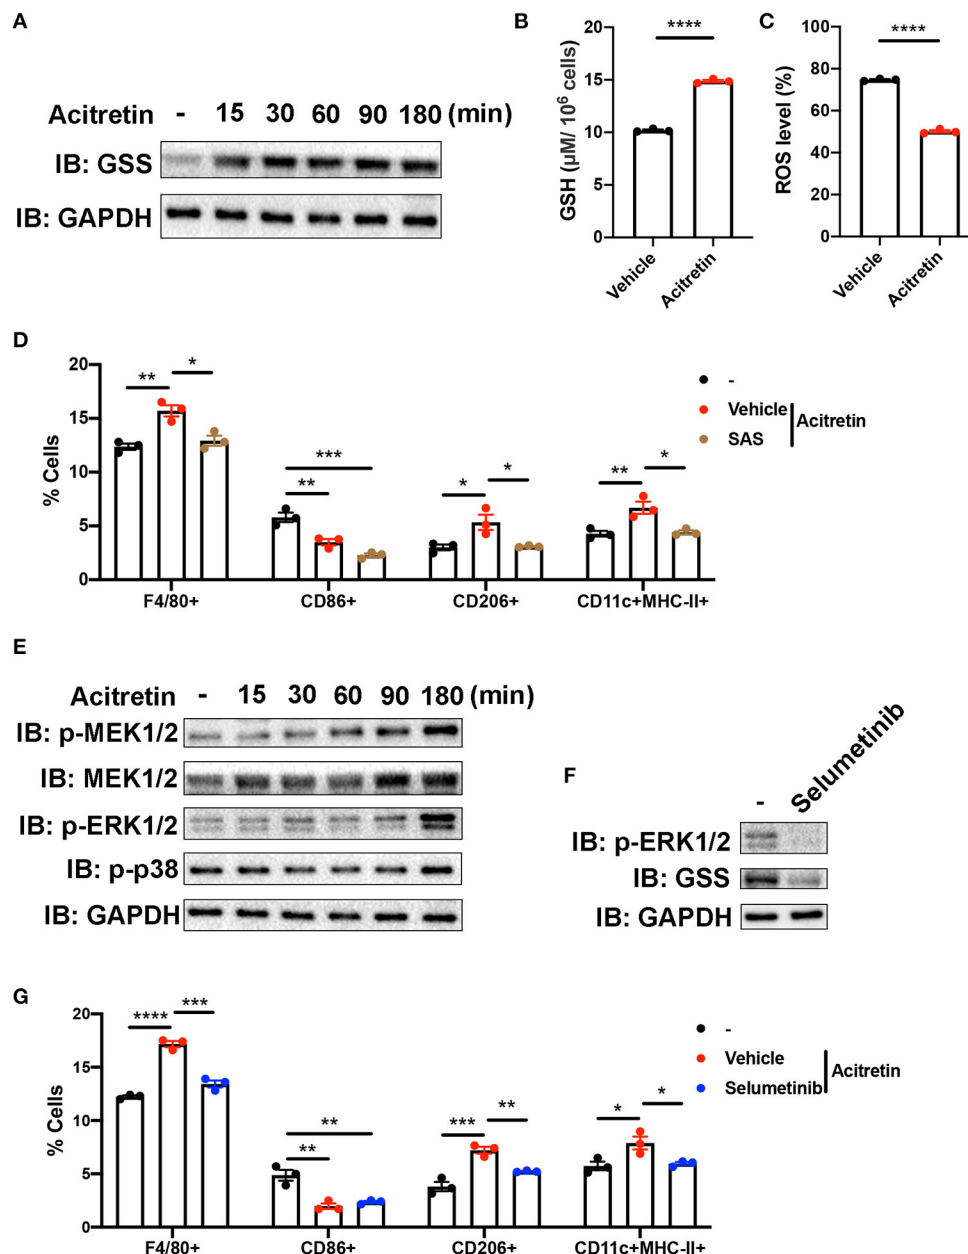 A
Acitretin - 15 30 60 90 180 (min)
IB: GSS
IB: GAPDH
B
GSH (μM/ 10⁶ cells)
20
15
10
5
0
****
Vehicle
Acitretin
C
ROS level (%)
100
80
60
40
20
0
****
Vehicle
Acitretin
D
% Cells
20
15
10
5
0
** *
*** **
* *
** *
F4/80+ CD86+ CD206+ CD11c+MHC-II+
-
Vehicle
SAS
Acitretin
E
Acitretin - 15 30 60 90 180 (min)
IB: p-MEK1/2
IB: MEK1/2
IB: p-ERK1/2
IB: p-p38
IB: GAPDH
F
- Selumetinib
IB: p-ERK1/2
IB: GSS
IB: GAPDH
G
% Cells
20
15
10
5
0
**** ***
** **
*** **
* *
F4/80+ CD86+ CD206+ CD11c+MHC-II+
-
Vehicle
Selumetinib
Acitretin